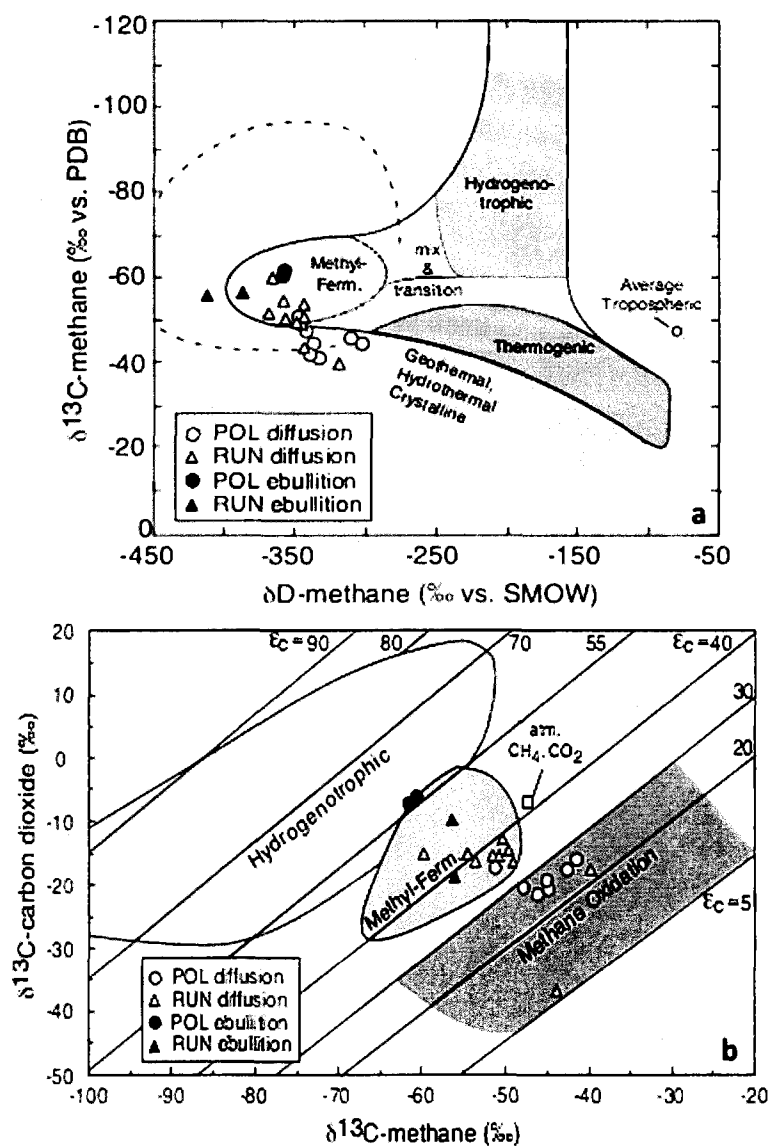 δ13C-methane (‰ vs. PDB)
-120
-100
-80
-60
-40
-20
0
Hydrogeno-
trophic
Methyl-
Ferm.
mix
&
transition
Average
Tropospheric
Thermogenic
Geothermal,
Hydrothermal
Crystalline
POL diffusion
RUN diffusion
POL ebullition
RUN ebullition
a
-450 -350 -250 -150 -50
δD-methane (‰ vs. SMOW)
δ13C-carbon dioxide (‰)
20
10
0
-10
-20
-30
-40
-50
εC=90 80 70 55 εC=40
30
20
εC=5
atm.
CH4.CO2
Hydrogenotrophic
Methyl-Ferm.
Methane Oxidation
POL diffusion
RUN diffusion
POL ebullition
RUN ebullition
b
-100 -90 -80 -70 -60 -50 -40 -30 -20
δ13C-methane (‰)